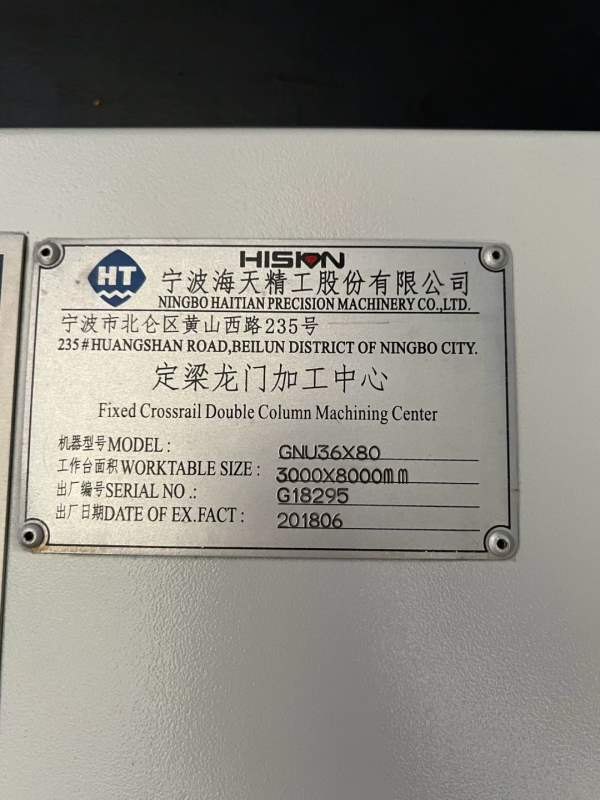 HISION
HT
宁波海天精工股份有限公司
NINGBO HAITIAN PRECISION MACHINERY CO.,LTD.
宁波市北仑区黄山西路235号
235#HUANGSHAN ROAD,BEILUN DISTRICT OF NINGBO CITY.
定梁龙门加工中心
Fixed Crossrail Double Column Machining Center
机器型号MODEL: GNU36X80
工作台面积WORKTABLE SIZE: 3000X8000mm
出厂编号SERIAL NO.: G18295
出厂日期DATE OF EX.FACT: 201806